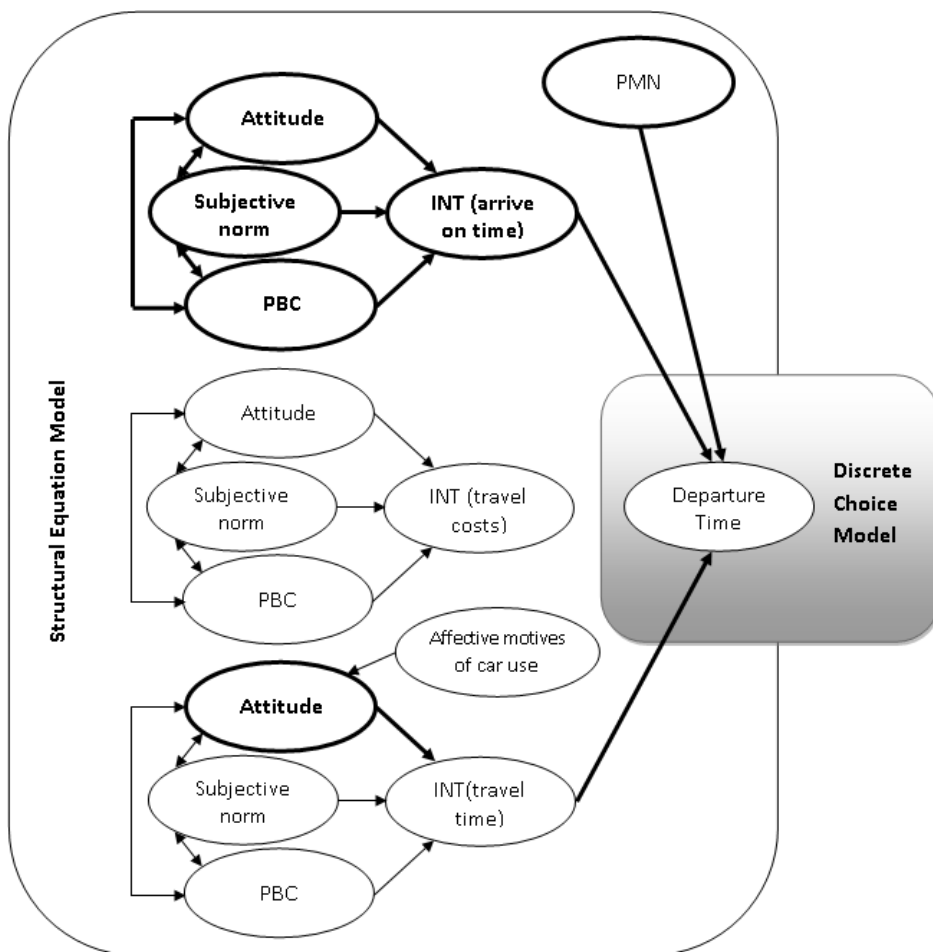 PMN
Attitude
Subjective
norm
INT (arrive
on time)
PBC
Structural Equation Model
Attitude
Subjective
norm
INT (travel
costs)
PBC
Departure
Time
Discrete
Choice
Model
Affective motives
of car use
Attitude
Subjective
norm
INT(travel
time)
PBC